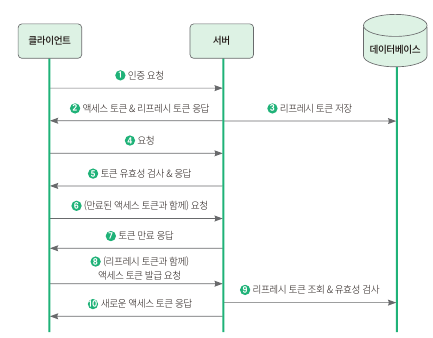 클라이언트
서버
데이터베이스
1 인증 요청
2 액세스 토큰 & 리프레시 토큰 응답
3 리프레시 토큰 저장
4 요청
5 토큰 유효성 검사 & 응답
6 (만료된 액세스 토큰과 함께) 요청
7 토큰 만료 응답
8 (리프레시 토큰과 함께)
액세스 토큰 발급 요청
9 리프레시 토큰 조회 & 유효성 검사
10 새로운 액세스 토큰 응답